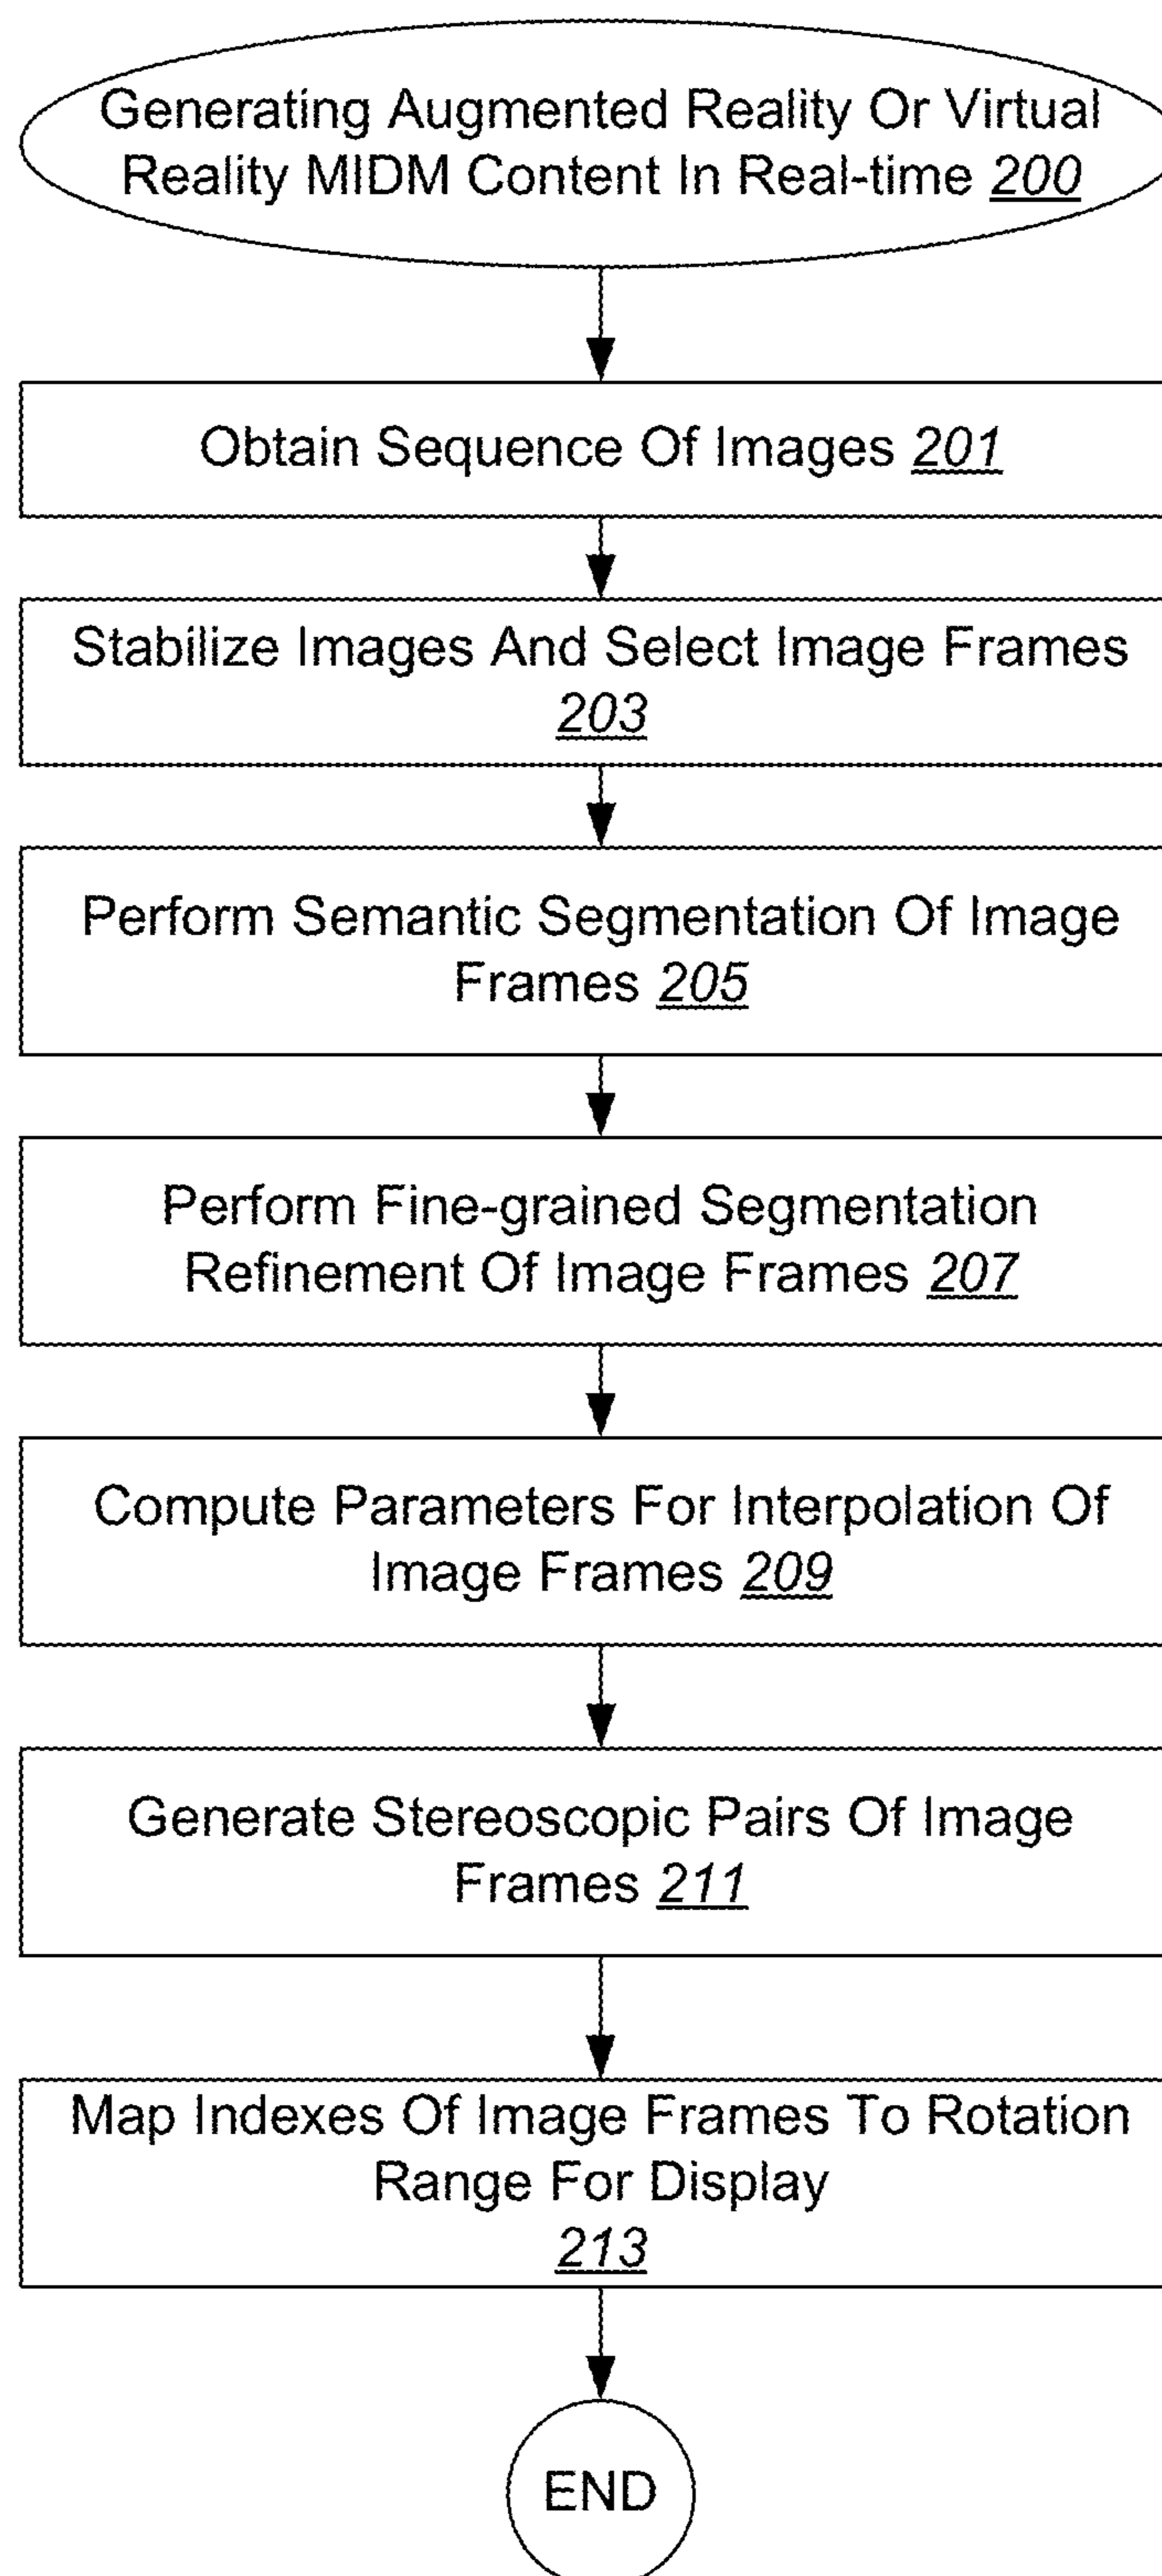 Generating Augmented Reality Or Virtual
Reality MIDM Content In Real-time 200
Obtain Sequence Of Images 201
Stabilize Images And Select Image Frames
203
Perform Semantic Segmentation Of Image
Frames 205
Perform Fine-grained Segmentation
Refinement Of Image Frames 207
Compute Parameters For Interpolation Of
Image Frames 209
Generate Stereoscopic Pairs Of Image
Frames 211
Map Indexes Of Image Frames To Rotation
Range For Display
213
END